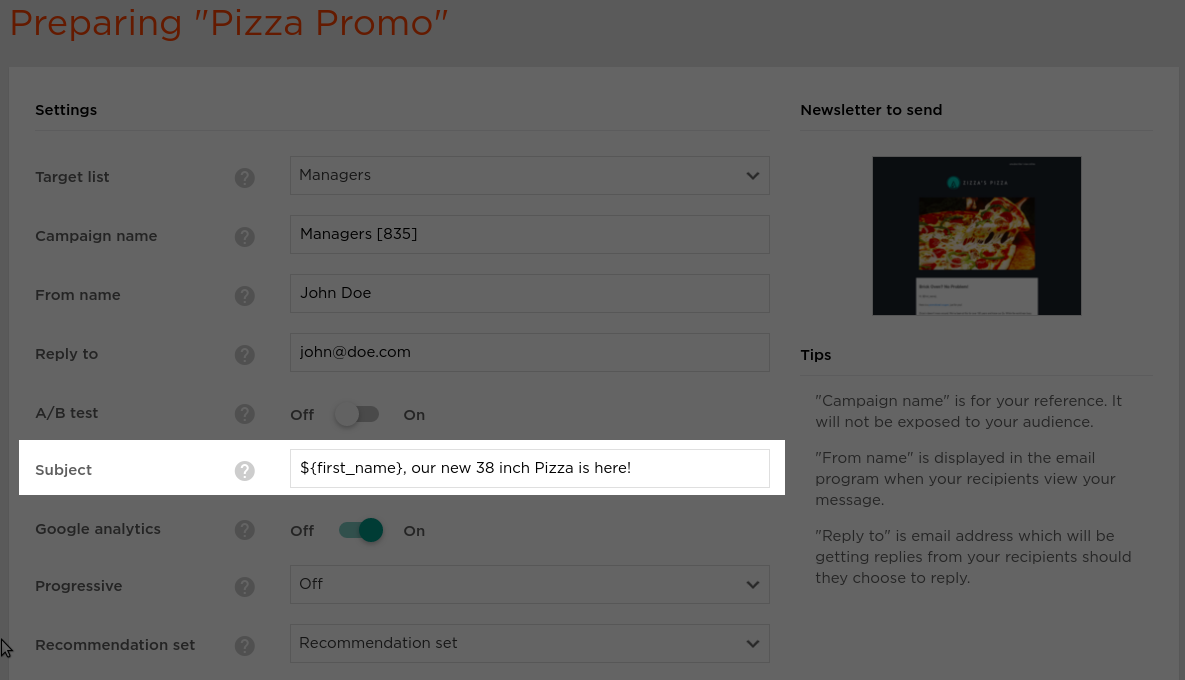 Preparing "Pizza Promo"
Settings
Target list
?
Managers
Campaign name
?
Managers [835]
From name
?
John Doe
Reply to
?
john@doe.com
A/B test
?
Off
On
Subject
?
${first_name}, our new 38 inch Pizza is here!
Google analytics
?
Off
On
Progressive
?
Off
Recommendation set
?
Recommendation set
Newsletter to send
ZIZZA'S PIZZA
Tips
"Campaign name" is for your reference. It
will not be exposed to your audience.
"From name" is displayed in the email
program when your recipients view your
message.
"Reply to" is email address which will be
getting replies from your recipients should
they choose to reply.